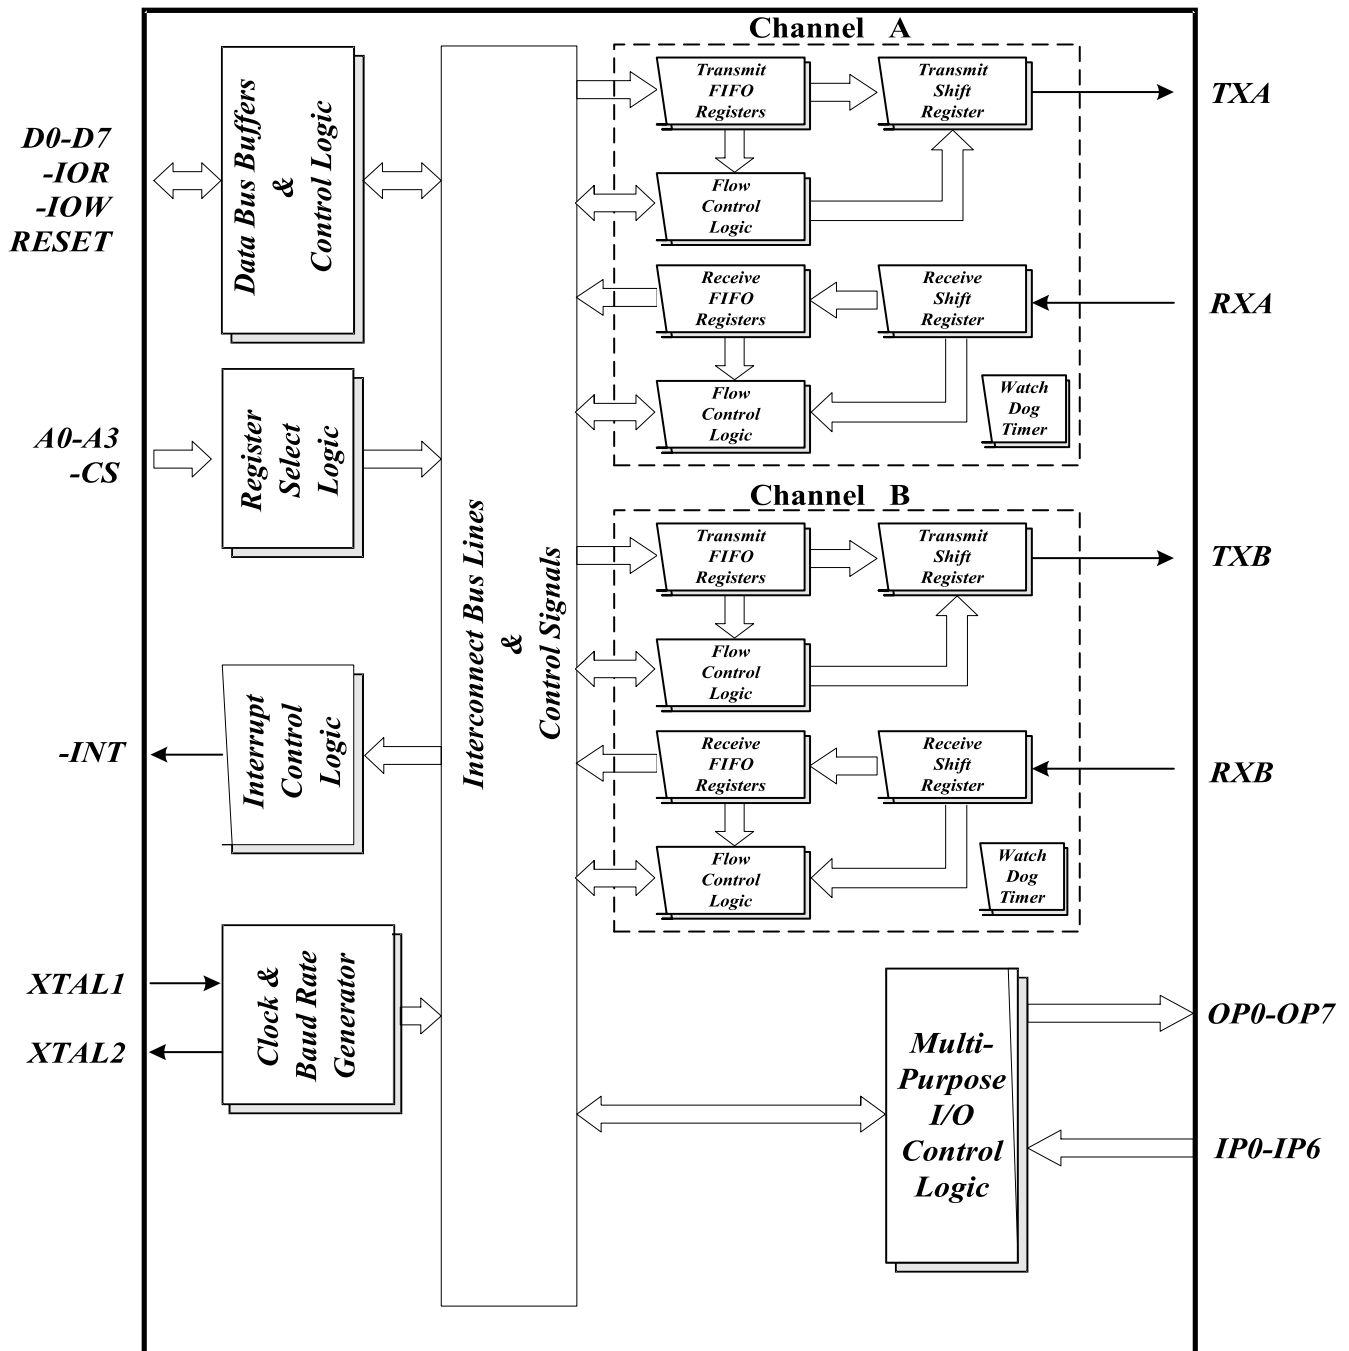 D0-D7
-IOR
-IOW
RESET
A0-A3
-CS
-INT
XTAL1
XTAL2
Data Bus Buffers
&
Control Logic
Register
Select
Logic
Interrupt
Control
Logic
Clock &
Baud Rate
Generator
Interconnect Bus Lines
&
Control Signals
Channel A
Transmit
FIFO
Registers
Transmit
Shift
Register
Flow
Control
Logic
Receive
FIFO
Registers
Receive
Shift
Register
Flow
Control
Logic
Watch
Dog
Timer
Channel B
Transmit
FIFO
Registers
Transmit
Shift
Register
Flow
Control
Logic
Receive
FIFO
Registers
Receive
Shift
Register
Flow
Control
Logic
Watch
Dog
Timer
Multi-
Purpose
I/O
Control
Logic
TXA
RXA
TXB
RXB
OP0-OP7
IP0-IP6